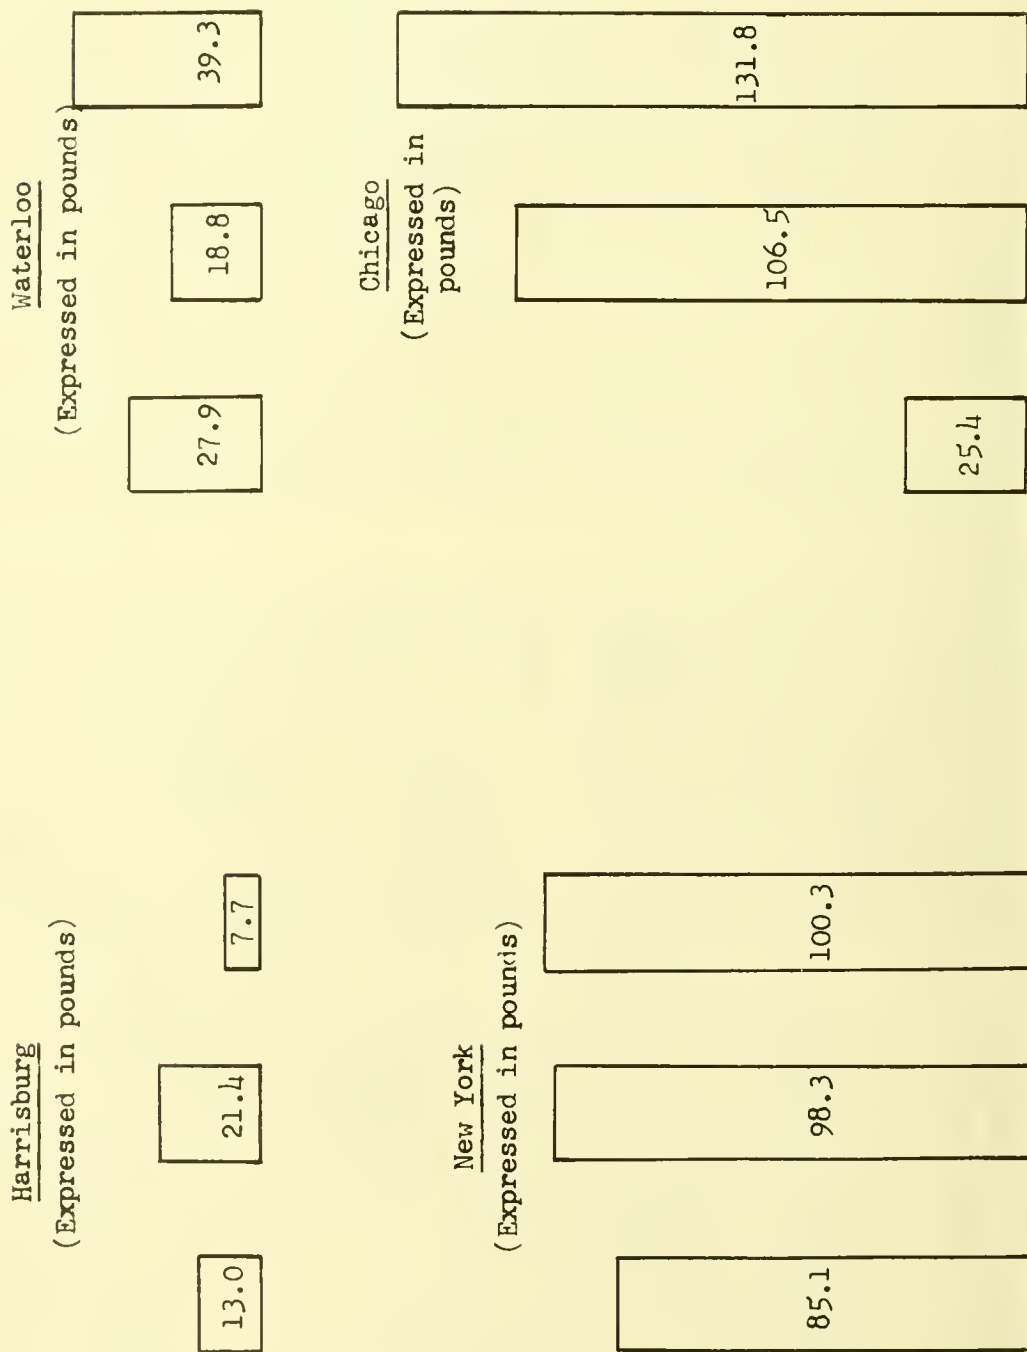 Harrisburg
(Expressed in pounds)
13.0
21.4
7.7
Waterloo
(Expressed in pounds)
27.9
18.8
39.3
New York
(Expressed in pounds)
85.1
98.3
100.3
Chicago
(Expressed in
pounds)
25.4
106.5
131.8